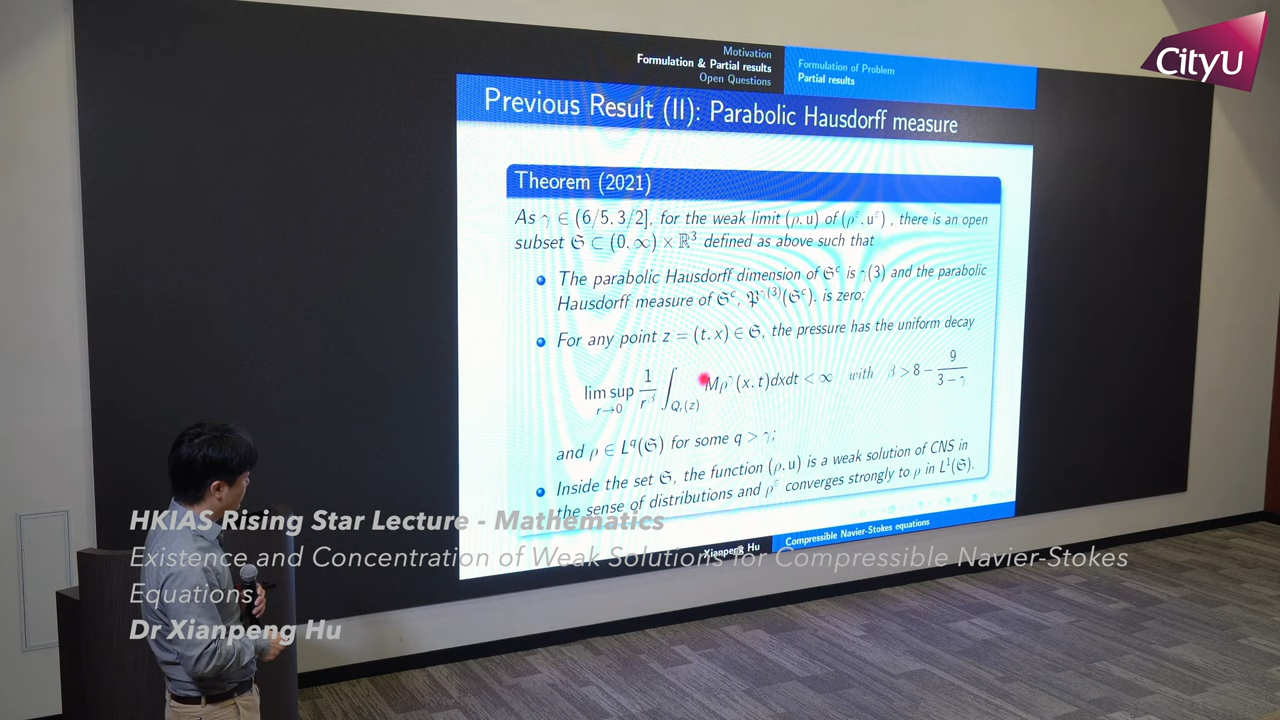 CityU
Motivation
Formulation & Partial results
Open Questions
Formulation of Problem
Partial results
Previous Result (II): Parabolic Hausdorff measure
Theorem (2021)
As γ ∈ (6/5, 3/2], for the weak limit (ρ, u) of (ρ^ε, u^ε) , there is an open
subset 𝔖 ⊂ (0, ∞) × ℝ³ defined as above such that
The parabolic Hausdorff dimension of 𝔖^c is γ(3) and the parabolic
Hausdorff measure of 𝔖^c, 𝔓^γ(3)(𝔖^c), is zero;
For any point z = (t, x) ∈ 𝔖, the pressure has the uniform decay
lim sup_{r→0} 1/r^β ∫_{Q_r(z)} Mρ^γ(x, t)dxdt < ∞ with β > 8 − 9/(3 − γ)
and ρ ∈ L^q(𝔖) for some q > γ;
Inside the set 𝔖, the function (ρ, u) is a weak solution of CNS in
the sense of distributions and ρ^ε converges strongly to ρ in L¹(𝔖).
Xianpeng Hu
Compressible Navier-Stokes equations
HKIAS Rising Star Lecture - Mathematics
Existence and Concentration of Weak Solutions for Compressible Navier-Stokes
Equations
Dr Xianpeng Hu